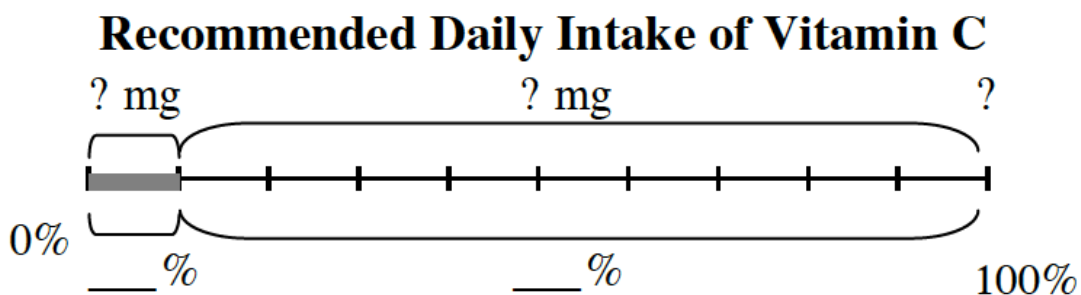 Recommended Daily Intake of Vitamin C
? mg ? mg ?
0% ___% ___% 100%